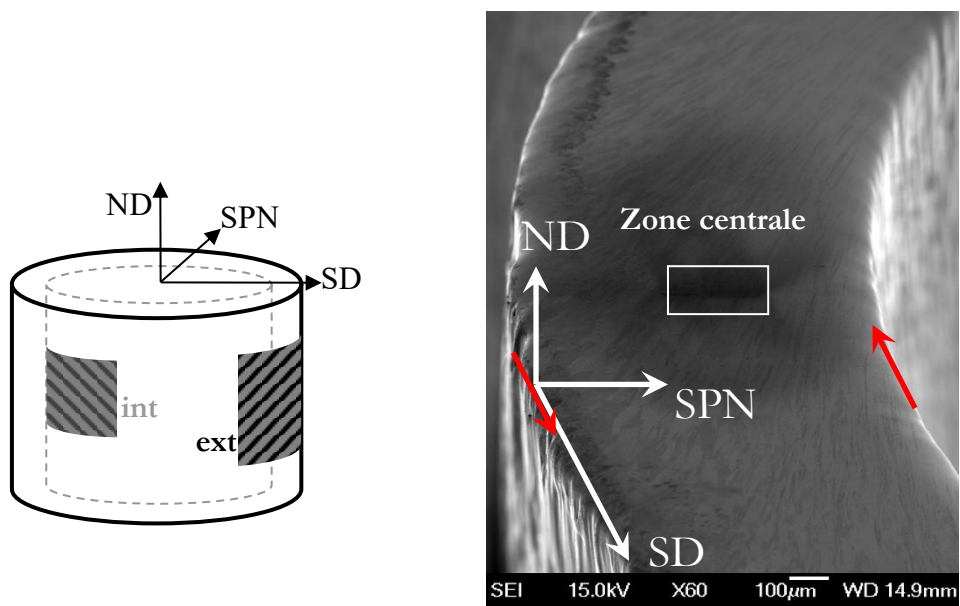 ND
SPN
SD
int
ext
Zone centrale
ND
SPN
SD
SEI 15.0kV X60 100μm WD 14.9mm